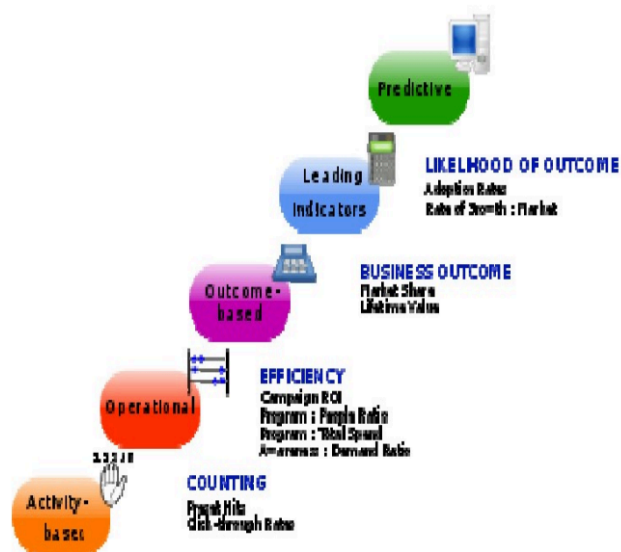 Predictive
Leading
Indicators
LIKELHOOD OF OUTCOME
Adoption Rates
Rate of Growth : Market
Outcome-
based
BUSINESS OUTCOME
Market Share
Lifetime Value
Operational
EFFICIENCY
Campaign ROI
Program : People Ratio
Program : Total Spend
Awareness : Demand Ratio
Activity-
based
COUNTING
Hits
Click-through Rates